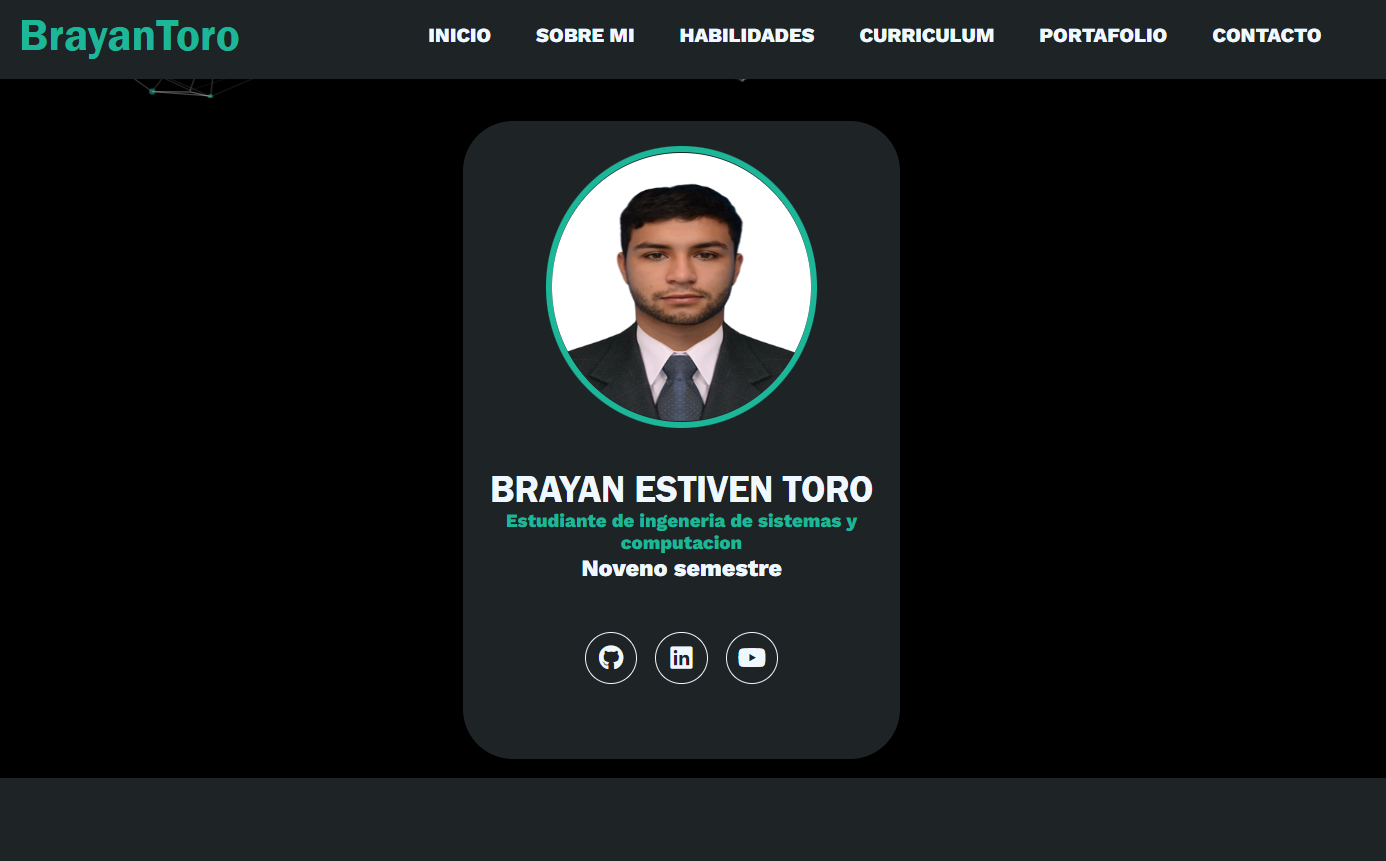 BrayanToro
INICIO SOBRE MI HABILIDADES CURRICULUM PORTAFOLIO CONTACTO
BRAYAN ESTIVEN TORO
Estudiante de ingeneria de sistemas y
computacion
Noveno semestre
in